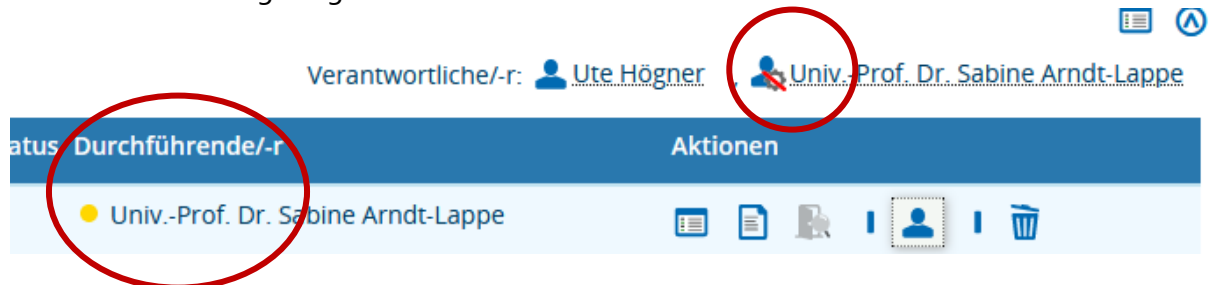 Verantwortliche/-r: Ute Högner , Univ.-Prof. Dr. Sabine Arndt-Lappe
atus Durchführende/-r Aktionen
Univ.-Prof. Dr. Sabine Arndt-Lappe